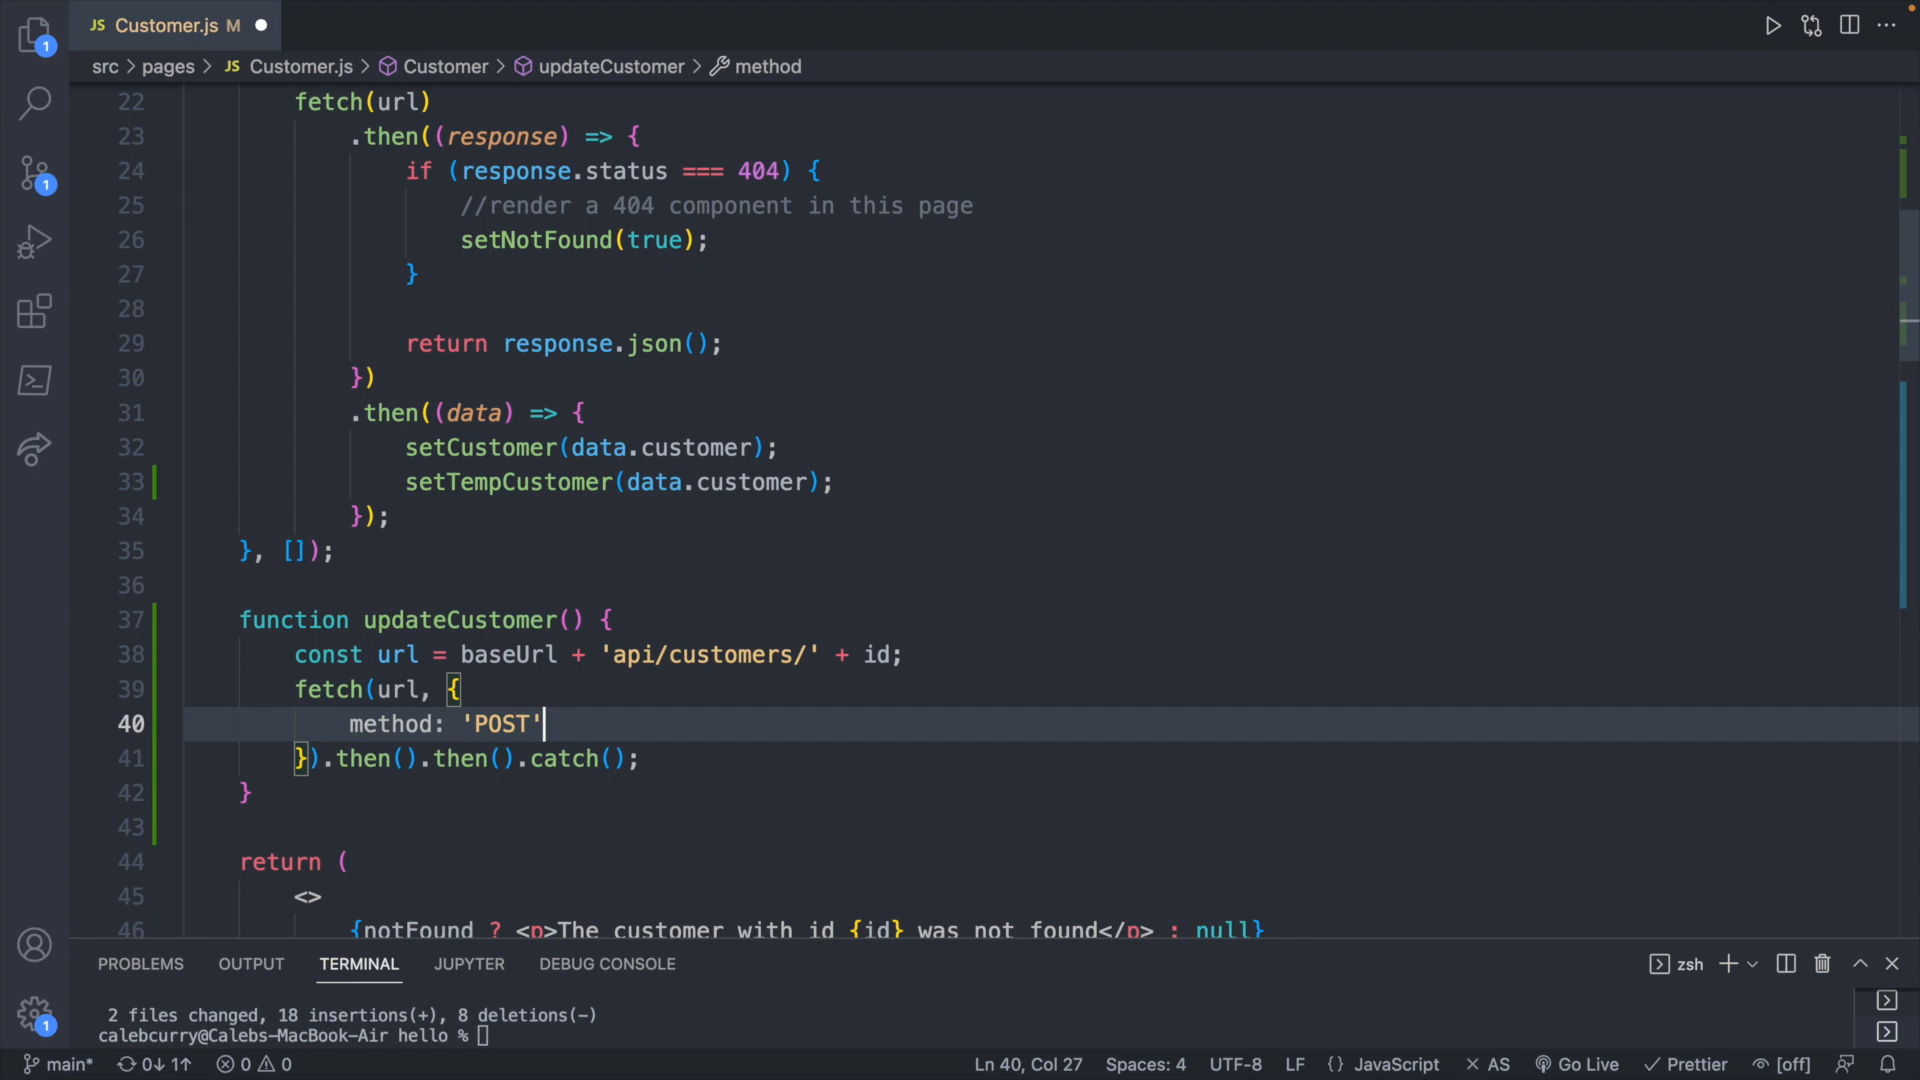 JS Customer.js M
src > pages > JS Customer.js > Customer > updateCustomer > method
22 fetch(url)
23 .then((response) => {
24 if (response.status === 404) {
25 //render a 404 component in this page
26 setNotFound(true);
27 }
28
29 return response.json();
30 })
31 .then((data) => {
32 setCustomer(data.customer);
33 setTempCustomer(data.customer);
34 });
35 }, []);
36
37 function updateCustomer() {
38 const url = baseUrl + 'api/customers/' + id;
39 fetch(url, {
40 method: 'POST'
41 }).then().then().catch();
42 }
43
44 return (
45 <>
46 {notFound ? <p>The customer with id {id} was not found</p> : null}
PROBLEMS OUTPUT TERMINAL JUPYTER DEBUG CONSOLE zsh
2 files changed, 18 insertions(+), 8 deletions(-)
calebcurry@Calebs-MacBook-Air hello %
main* 0↓ 1↑ 0 0 Ln 40, Col 27 Spaces: 4 UTF-8 LF {} JavaScript × AS Go Live ✓ Prettier [off]
1
1
1